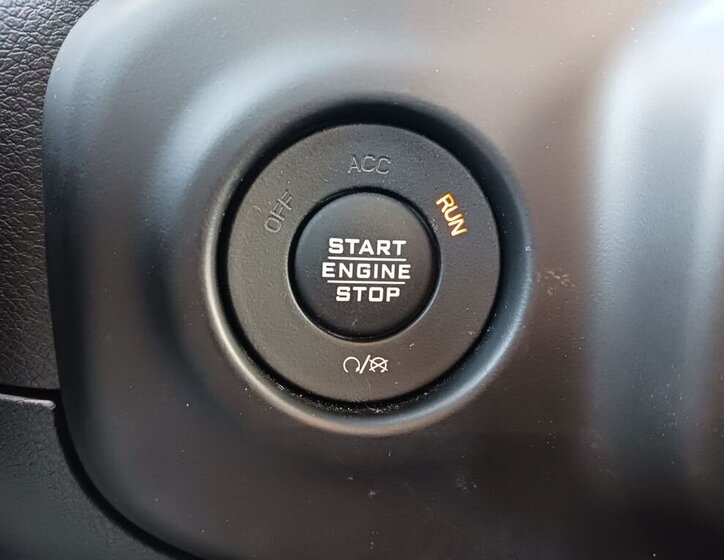 ACC
OFF
RUN
START
ENGINE
STOP